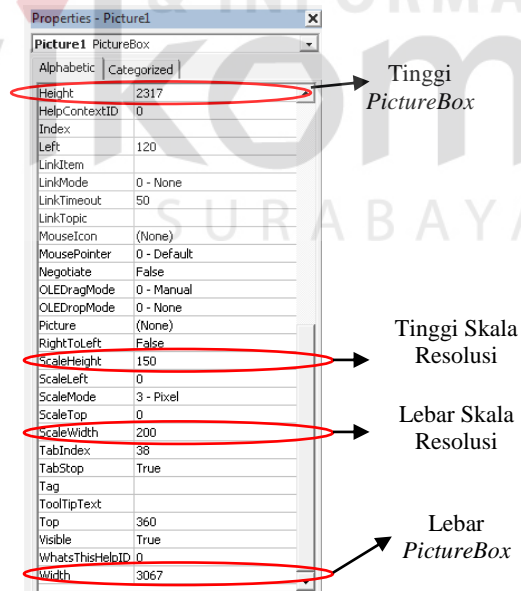 & INFORMA
Properties - Picture1
Picture1 PictureBox
Alphabetic Categorized
Height 2317
HelpContextID 0
Index
Left 120
LinkItem
LinkMode 0 - None
LinkTimeout 50
LinkTopic
MouseIcon (None)
MousePointer 0 - Default
Negotiate False
OLEDragMode 0 - Manual
OLEDropMode 0 - None
Picture (None)
RightToLeft False
ScaleHeight 150
ScaleLeft 0
ScaleMode 3 - Pixel
ScaleTop 0
ScaleWidth 200
TabIndex 38
TabStop True
Tag
ToolTipText
Top 360
Visible True
WhatsThisHelpID 0
Width 3067
Tinggi
PictureBox
Tinggi Skala
Resolusi
Lebar Skala
Resolusi
Lebar
PictureBox
kom
SURABAYA